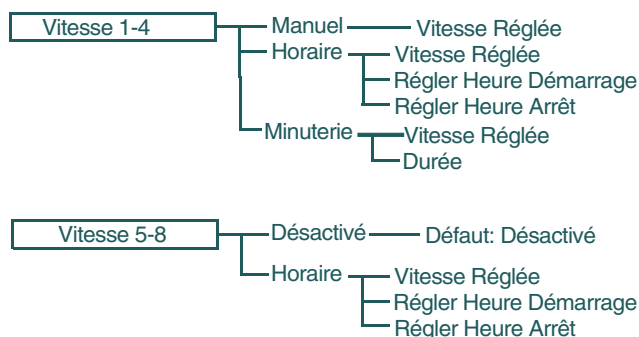 Vitesse 1-4
Manuel
Vitesse Réglée
Horaire
Vitesse Réglée
Régler Heure Démarrage
Régler Heure Arrêt
Minuterie
Vitesse Réglée
Durée
Vitesse 5-8
Désactivé
Défaut: Désactivé
Horaire
Vitesse Réglée
Régler Heure Démarrage
Régler Heure Arrêt